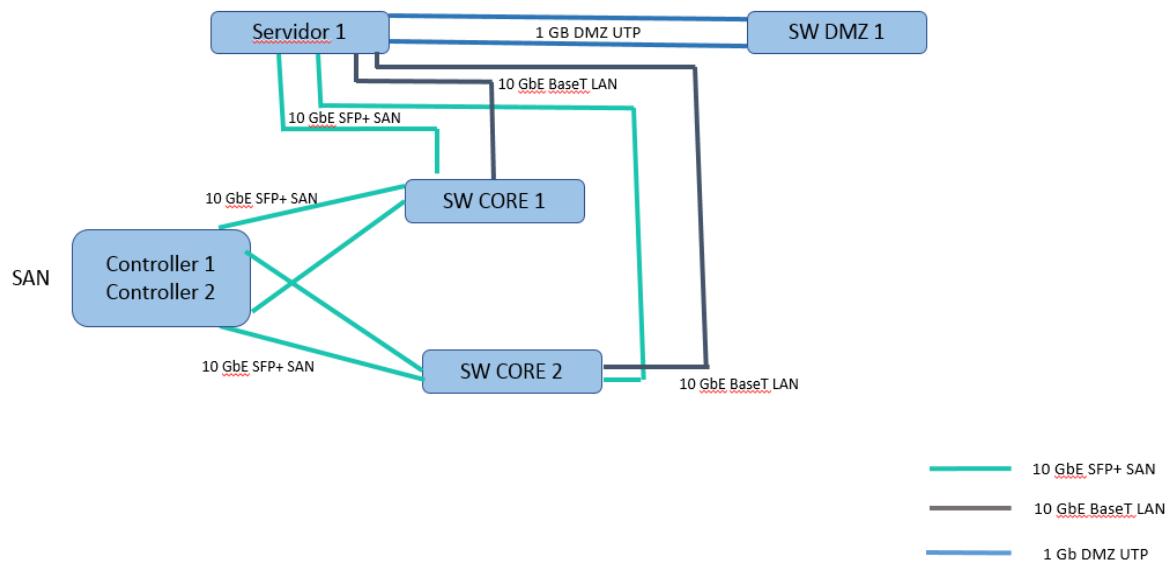 Servidor 1
1 GB DMZ UTP
SW DMZ 1
10 GbE BaseT LAN
10 GbE SFP+ SAN
10 GbE SFP+ SAN
SW CORE 1
SAN
Controller 1
Controller 2
10 GbE SFP+ SAN
SW CORE 2
10 GbE BaseT LAN
10 GbE SFP+ SAN
10 GbE BaseT LAN
1 Gb DMZ UTP